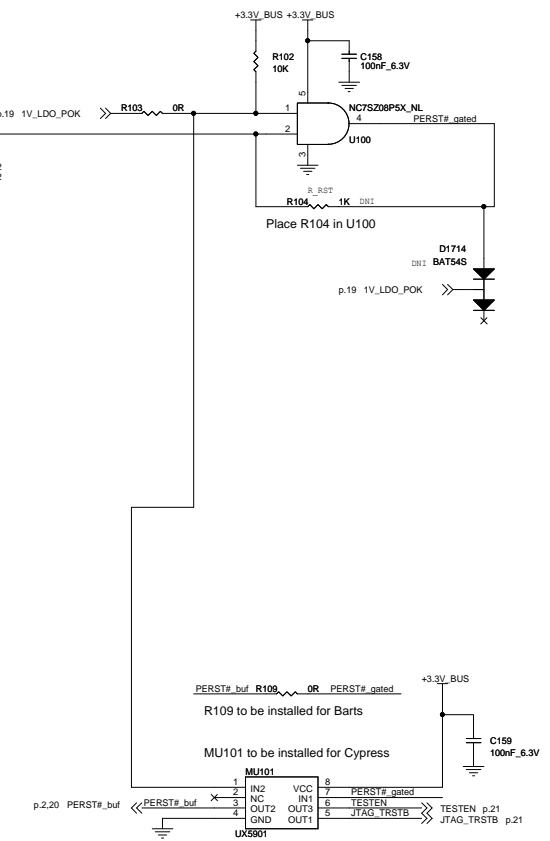 +3.3V_BUS +3.3V_BUS
R102
10K
C158
100nF_6.3V
p.19 1V_LDO_POK
R103 0R
1
2
5
3
4
NC7SZ08P5X_NL
PERST#_gated
U100
R_RST
R104 1K DNI
Place R104 in U100
D1714
DNI BAT54S
p.19 1V_LDO_POK
PERST#_buf R109 0R PERST#_gated
R109 to be installed for Barts
+3.3V_BUS
C159
100nF_6.3V
MU101 to be installed for Cypress
MU101
1 IN2 VCC 8
2 NC IN1 7 PERST#_gated
p.2,20 PERST#_buf PERST#_buf 3 OUT2 OUT3 6 TESTEN TESTEN p.21
4 GND OUT1 5 JTAG_TRSTB JTAG_TRSTB p.21
UX5901